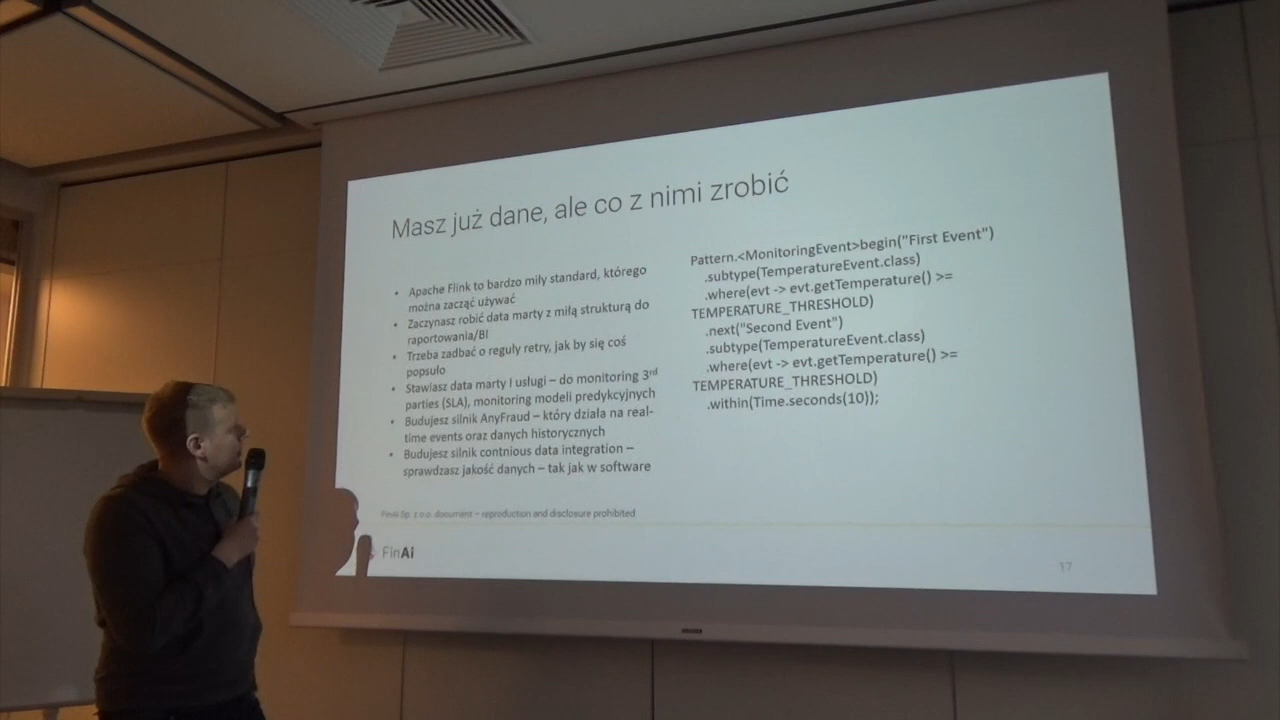 Masz już dane, ale co z nimi zrobić
• Apache Flink to bardzo miły standard, którego
można zacząć używać
• Zaczynasz robić data marty z miłą strukturą do
raportowania/BI
• Trzeba zadbać o reguły retry, jak by się coś
popsuło
• Stawiasz data marty I usługi – do monitoring 3rd
parties (SLA), monitoring modeli predykcyjnych
• Budujesz silnik AnyFraud – który działa na real-
time events oraz danych historycznych
• Budujesz silnik contnious data integration –
sprawdzasz jakość danych – tak jak w software
Pattern.<MonitoringEvent>begin("First Event")
.subtype(TemperatureEvent.class)
.where(evt -> evt.getTemperature() >=
TEMPERATURE_THRESHOLD)
.next("Second Event")
.subtype(TemperatureEvent.class)
.where(evt -> evt.getTemperature() >=
TEMPERATURE_THRESHOLD)
.within(Time.seconds(10));
FinAi Sp. z o.o. document – reproduction and disclosure prohibited
FinAi
17